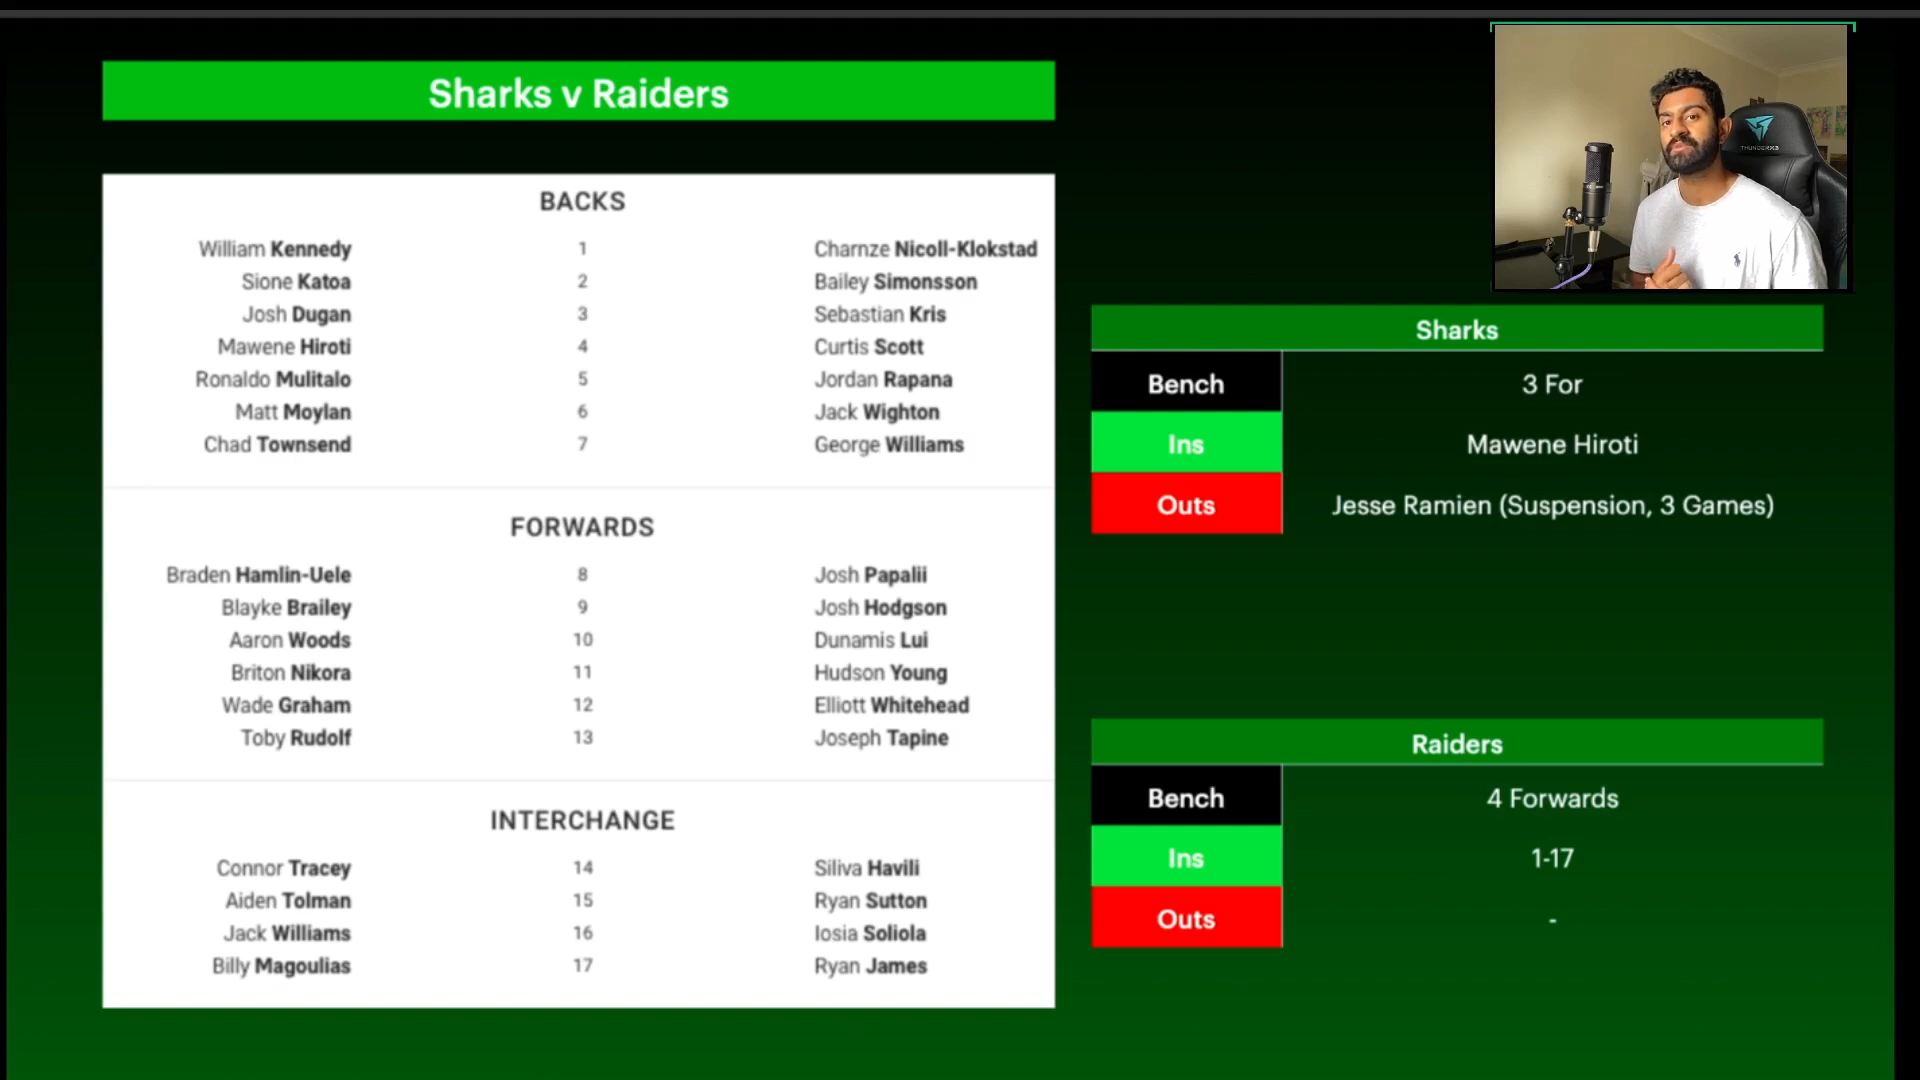 Sharks v Raiders
BACKS
William Kennedy 1 Charnze Nicoll-Klokstad
Sione Katoa 2 Bailey Simonsson
Josh Dugan 3 Sebastian Kris
Mawene Hiroti 4 Curtis Scott
Ronaldo Mulitalo 5 Jordan Rapana
Matt Moylan 6 Jack Wighton
Chad Townsend 7 George Williams
FORWARDS
Braden Hamlin-Uele 8 Josh Papalii
Blayke Brailey 9 Josh Hodgson
Aaron Woods 10 Dunamis Lui
Briton Nikora 11 Hudson Young
Wade Graham 12 Elliott Whitehead
Toby Rudolf 13 Joseph Tapine
INTERCHANGE
Connor Tracey 14 Siliva Havili
Aiden Tolman 15 Ryan Sutton
Jack Williams 16 Iosia Soliola
Billy Magoulias 17 Ryan James
THUNDERX3
Sharks
Bench 3 For
Ins Mawene Hiroti
Outs Jesse Ramien (Suspension, 3 Games)
Raiders
Bench 4 Forwards
Ins 1-17
Outs -